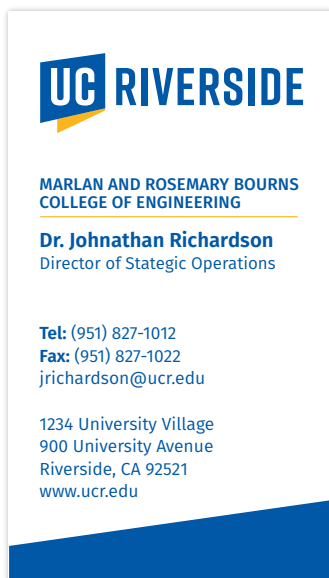 UC RIVERSIDE
MARLAN AND ROSEMARY BOURNS
COLLEGE OF ENGINEERING
Dr. Johnathan Richardson
Director of Stategic Operations
Tel: (951) 827-1012
Fax: (951) 827-1022
jrichardson@ucr.edu
1234 University Village
900 University Avenue
Riverside, CA 92521
www.ucr.edu